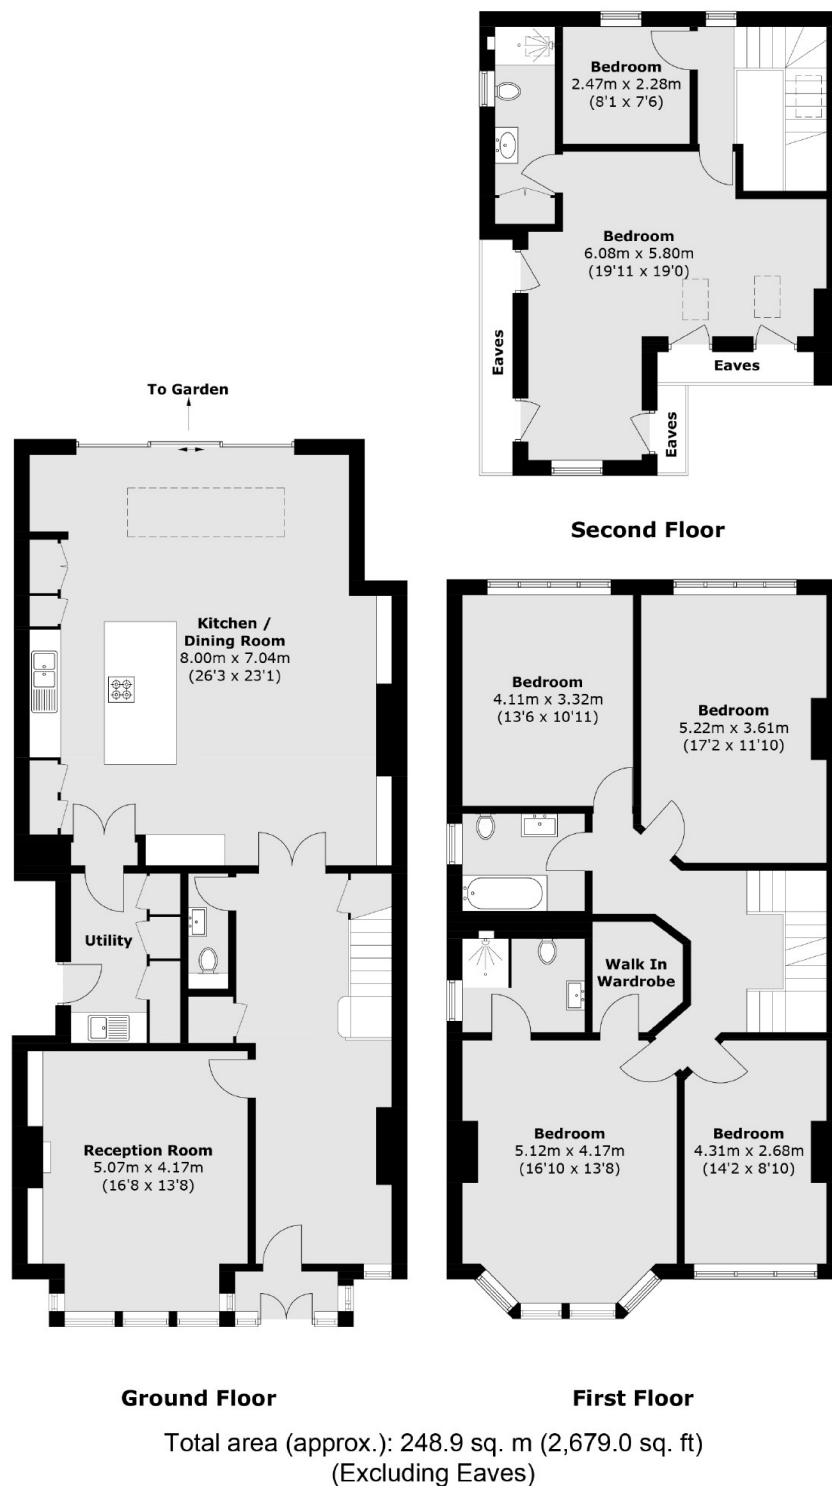 Bedroom
2.47m x 2.28m
(8'1 x 7'6)
Bedroom
6.08m x 5.80m
(19'11 x 19'0)
Eaves
Eaves
Eaves
Second Floor
To Garden
Kitchen /
Dining Room
8.00m x 7.04m
(26'3 x 23'1)
Utility
Reception Room
5.07m x 4.17m
(16'8 x 13'8)
Ground Floor
Bedroom
4.11m x 3.32m
(13'6 x 10'11)
Bedroom
5.22m x 3.61m
(17'2 x 11'10)
Walk In
Wardrobe
Bedroom
5.12m x 4.17m
(16'10 x 13'8)
Bedroom
4.31m x 2.68m
(14'2 x 8'10)
First Floor
Total area (approx.): 248.9 sq. m (2,679.0 sq. ft)
(Excluding Eaves)